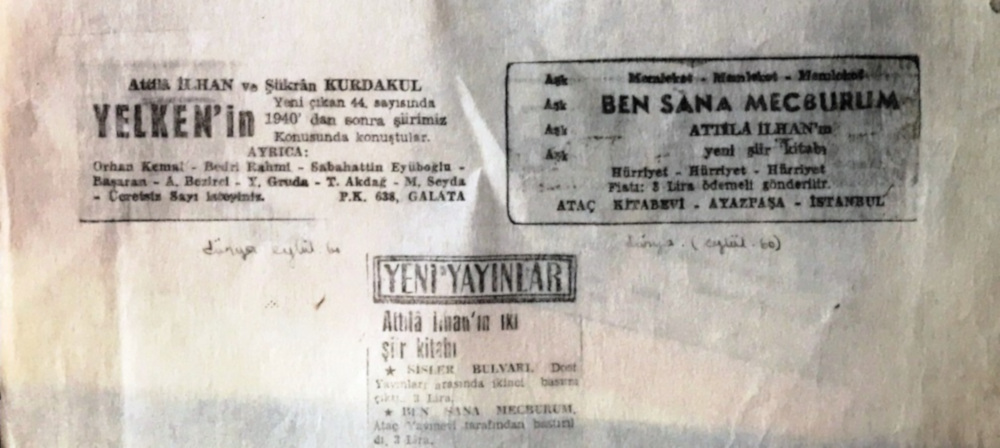 Attilâ İLHAN ve Şükrân KURDAKUL
YELKEN'in
Yeni çıkan 44. sayısında
1940' dan sonra şiirimiz
Konusunda konuştular.
AYRICA:
Orhan Kemal - Bedri Rahmi - Sabahattin Eyüboğlu -
Başaran - A. Bezirci - Y. Gruda - T. Akdağ - M. Seyda
- Ücretsiz Sayı isteyiniz. P.K. 638, GALATA
dünya eylül 60
Aşk Memleket - Memleket - Memleket
Aşk BEN SANA MECBURUM
Aşk ATTİLA İLHAN'ın
Aşk yeni şiir kitabı
Hürriyet - Hürriyet - Hürriyet
Fiatı: 3 Lira ödemeli gönderilir.
ATAÇ KİTABEVİ - AYAZPAŞA - İSTANBUL
dünya. (eylül. 60)
YENİ YAYINLAR
Attilâ İlhan'ın iki
şiir kitabı
★ SİSLER BULVARI, Dost
Yayınları arasında ikinci basımı
çıktı. 3 Lira.
★ BEN SANA MECBURUM,
Ataç Yayınevi tarafından basıldı
di, 3 Lira.